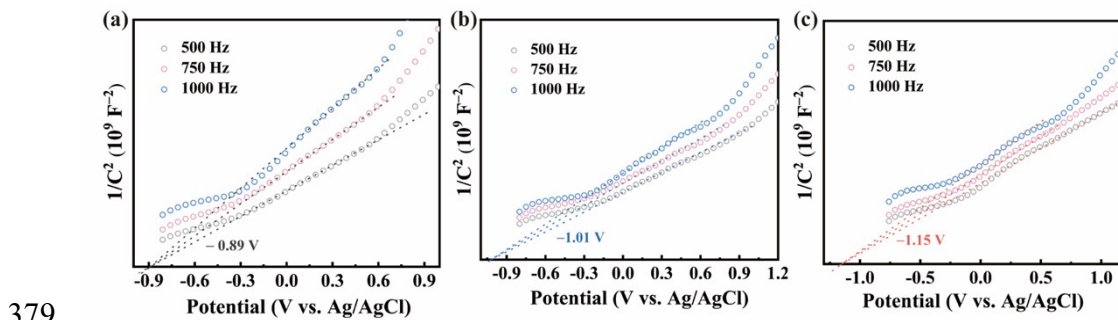 (a)
500 Hz
750 Hz
1000 Hz
− 0.89 V
1/C² (10⁹ F⁻²)
-0.9 -0.6 -0.3 0.0 0.3 0.6 0.9
Potential (V vs. Ag/AgCl)
(b)
500 Hz
750 Hz
1000 Hz
−1.01 V
1/C² (10⁹ F⁻²)
-0.9 -0.6 -0.3 0.0 0.3 0.6 0.9 1.2
Potential (V vs. Ag/AgCl)
(c)
500 Hz
750 Hz
1000 Hz
−1.15 V
1/C² (10⁹ F⁻²)
-1.0 -0.5 0.0 0.5 1.0
Potential (V vs. Ag/AgCl)
379